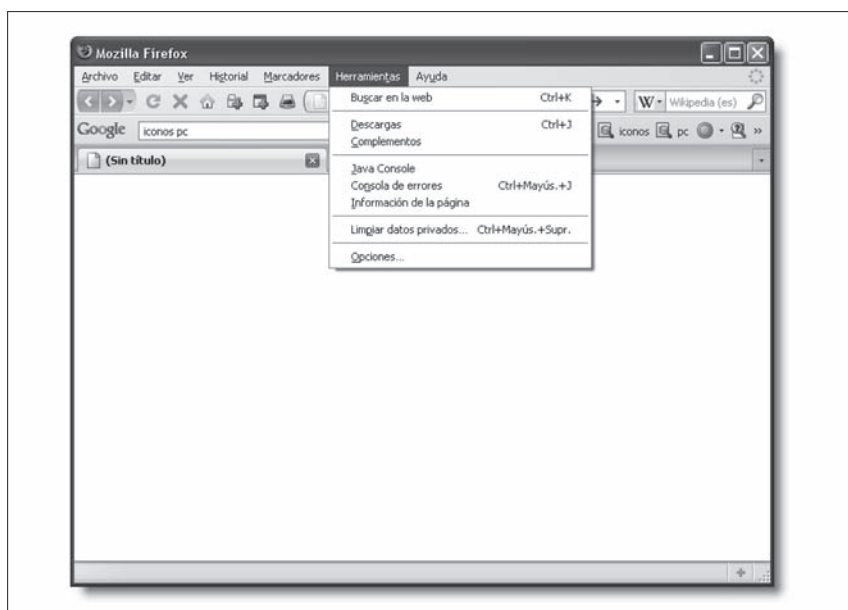 Mozilla Firefox
Archivo Editar Ver Historial Marcadores Herramientas Ayuda
W Wikipedia (es)
Google iconos pc iconos pc »
(Sin título)
Buscar en la web Ctrl+K
Descargas Ctrl+J
Complementos
Java Console
Consola de errores Ctrl+Mayús.+J
Información de la página
Limpiar datos privados... Ctrl+Mayús.+Supr.
Opciones...